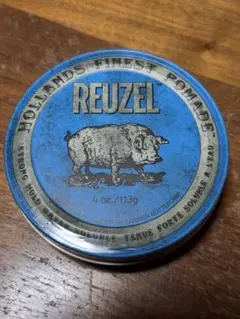 HOLLANDS FINEST POMADE
REUZEL
4 oz./113g
STRONG HOLD WATER SOLUBLE TENUE FORTE SOLUBLE A L'EAU